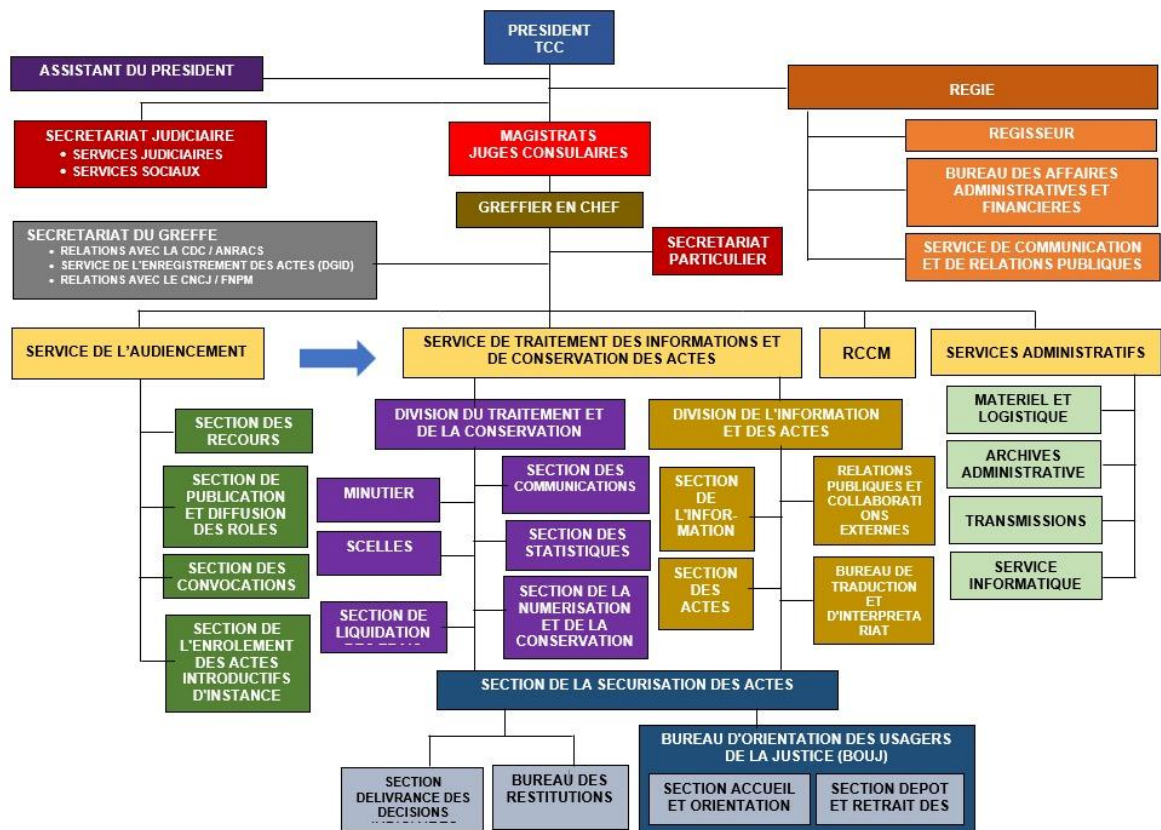 PRESIDENT
TCC
ASSISTANT DU PRESIDENT
REGIE
SECRETARIAT JUDICIAIRE
• SERVICES JUDICIAIRES
• SERVICES SOCIAUX
MAGISTRATS
JUGES CONSULAIRES
REGISSEUR
BUREAU DES AFFAIRES
ADMINISTRATIVES ET
FINANCIERES
GREFFIER EN CHEF
SECRETARIAT DU GREFFE
• RELATIONS AVEC LA CDC / ANRACS
• SERVICE DE L'ENREGISTREMENT DES ACTES (DGID)
• RELATIONS AVEC LE CNCJ / FNPM
SECRETARIAT
PARTICULIER
SERVICE DE COMMUNICATION
ET DE RELATIONS PUBLIQUES
SERVICE DE L'AUDIENCEMENT
SERVICE DE TRAITEMENT DES INFORMATIONS ET
DE CONSERVATION DES ACTES
RCCM
SERVICES ADMINISTRATIFS
SECTION DES
RECOURS
SECTION DE
PUBLICATION
ET DIFFUSION
DES ROLES
SECTION DES
CONVOCATIONS
SECTION DE
L'ENROLEMENT
DES ACTES
INTRODUCTIFS
D'INSTANCE
DIVISION DU TRAITEMENT ET
DE LA CONSERVATION
MINUTIER
SCELLES
SECTION DE
LIQUIDATION
SECTION DES
COMMUNICATIONS
SECTION DES
STATISTIQUES
SECTION DE LA
NUMERISATION
ET DE LA
CONSERVATION
DIVISION DE L'INFORMATION
ET DES ACTES
SECTION
DE
L'INFOR-
MATION
SECTION
DES
ACTES
RELATIONS
PUBLIQUES ET
COLLABORATI
ONS
EXTERNES
BUREAU DE
TRADUCTION
ET
D'INTERPRETA
RIAT
MATERIEL ET
LOGISTIQUE
ARCHIVES
ADMINISTRATIVE
TRANSMISSIONS
SERVICE
INFORMATIQUE
SECTION DE LA SECURISATION DES ACTES
SECTION
DELIVRANCE DES
DECISIONS
BUREAU DES
RESTITUTIONS
BUREAU D'ORIENTATION DES USAGERS
DE LA JUSTICE (BOUJ)
SECTION ACCUEIL
ET ORIENTATION
SECTION DEPOT
ET RETRAIT DES